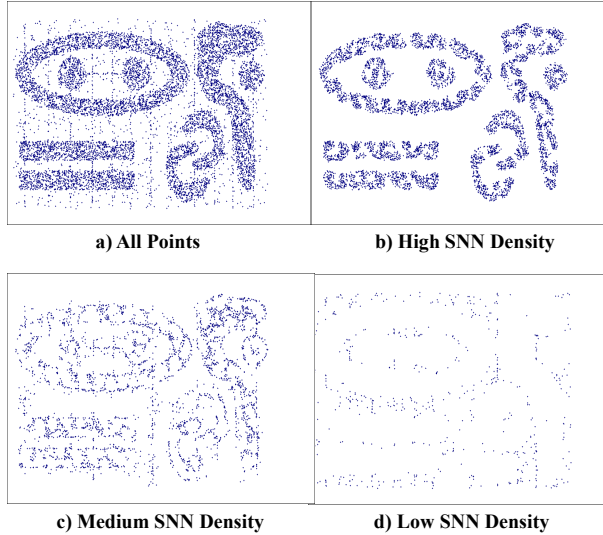 a) All Points
b) High SNN Density
c) Medium SNN Density
d) Low SNN Density